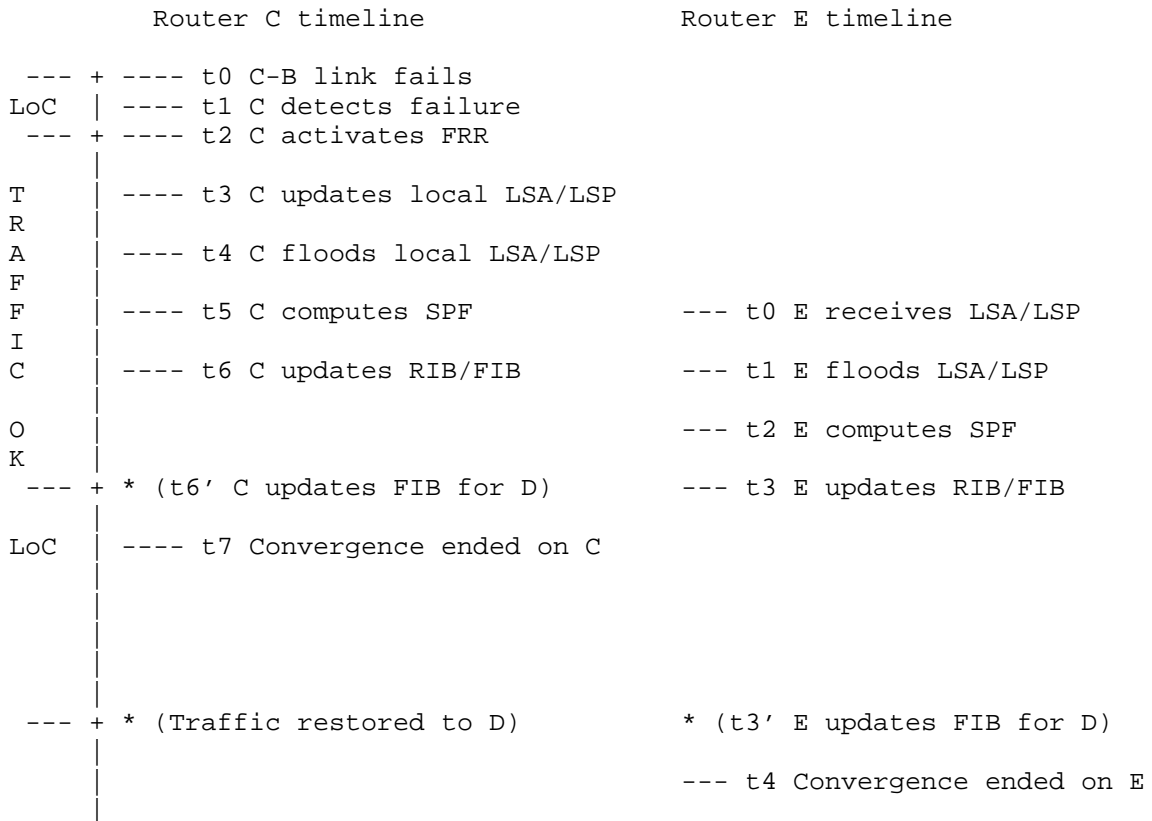 Router C timeline                Router E timeline
 --- + ---- t0 C-B link fails
LoC  | ---- t1 C detects failure
 --- + ---- t2 C activates FRR
     |
T    | ---- t3 C updates local LSA/LSP
R    |
A    | ---- t4 C floods local LSA/LSP
F    |
F    | ---- t5 C computes SPF            --- t0 E receives LSA/LSP
I    |
C    | ---- t6 C updates RIB/FIB         --- t1 E floods LSA/LSP
     |
O    |                                   --- t2 E computes SPF
K    |
 --- + * (t6' C updates FIB for D)       --- t3 E updates RIB/FIB
     |
LoC  | ---- t7 Convergence ended on C
     |
     |
     |
     |
     |
 --- + * (Traffic restored to D)         * (t3' E updates FIB for D)
     |
     |                                   --- t4 Convergence ended on E
     |